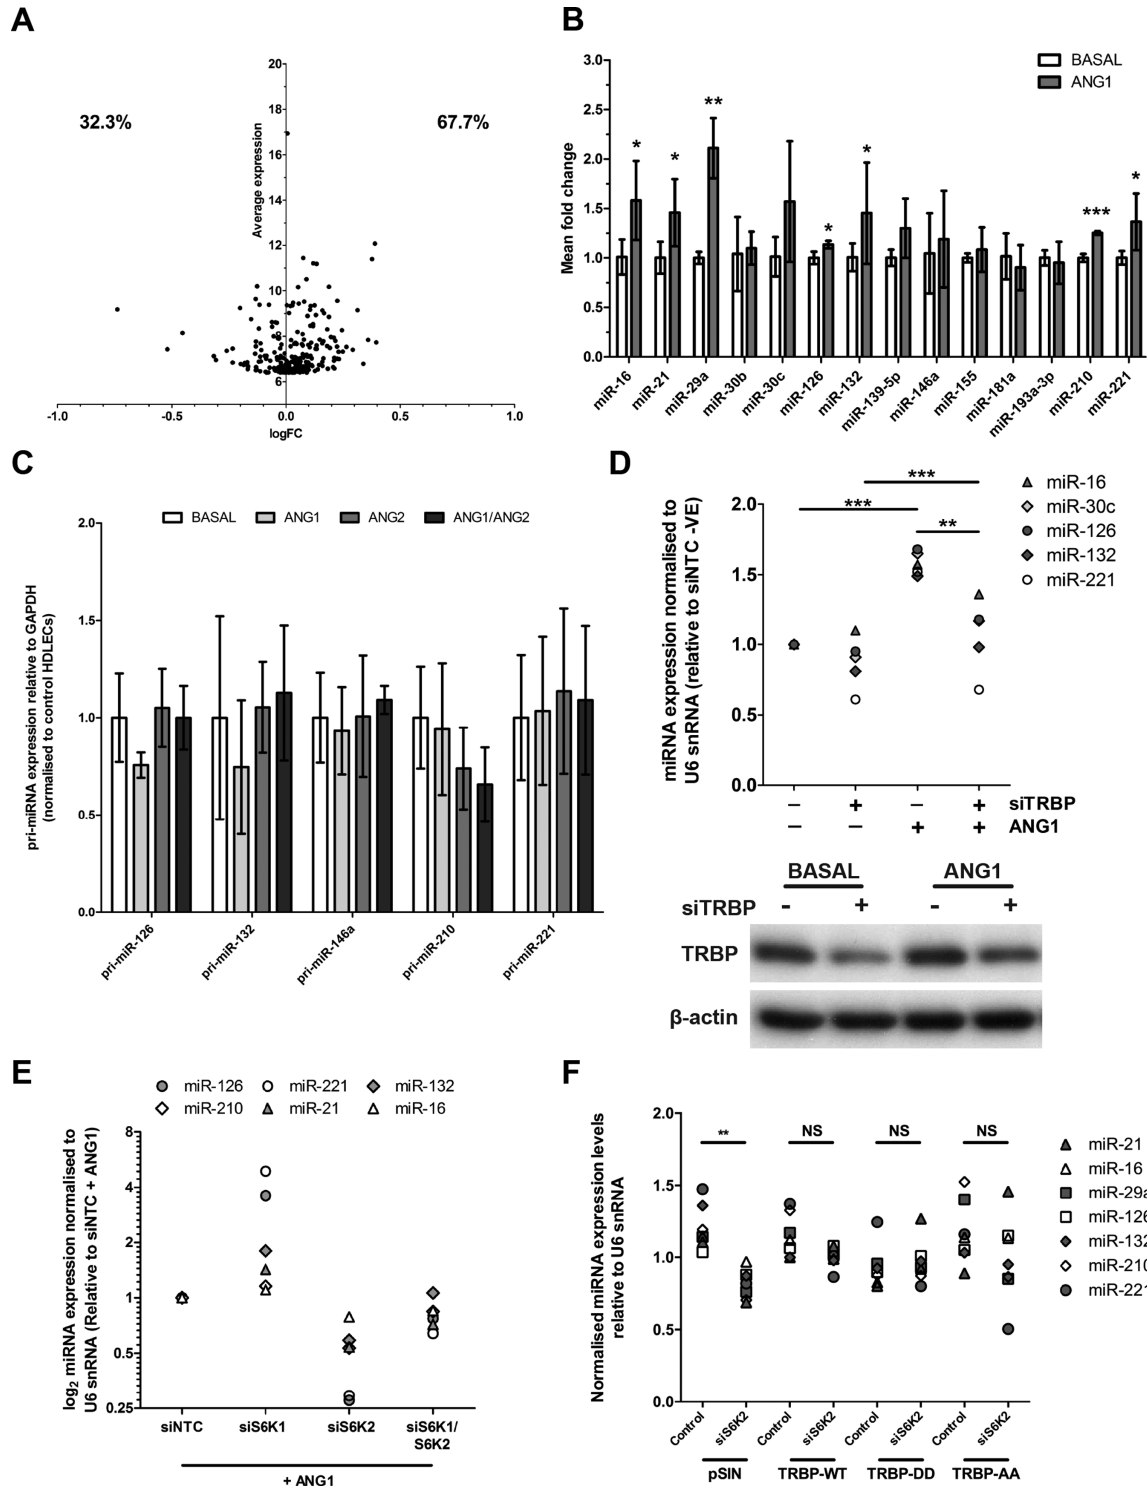 A
32.3%
67.7%
Average expression
20
18
16
14
12
10
8
6
-1.0
-0.5
0.0
0.5
1.0
logFC
B
BASAL
ANG1
Mean fold change
3.0
2.5
2.0
1.5
1.0
0.5
0.0
* * ** * * *** *
miR-16
miR-21
miR-29a
miR-30b
miR-30c
miR-126
miR-132
miR-139-5p
miR-146a
miR-155
miR-181a
miR-193a-3p
miR-210
miR-221
C
BASAL ANG1 ANG2 ANG1/ANG2
pri-miRNA expression relative to GAPDH
(normalised to control HDLECs)
2.0
1.5
1.0
0.5
0.0
pri-miR-126
pri-miR-132
pri-miR-146a
pri-miR-210
pri-miR-221
D
miRNA expression normalised to
U6 snRNA (relative to siNTC -VE)
2.0
1.5
1.0
0.5
0.0
***
***
**
miR-16
miR-30c
miR-126
miR-132
miR-221
– + – + siTRBP
– – + + ANG1
BASAL ANG1
siTRBP - + - +
TRBP
β-actin
E
miR-126 miR-221 miR-132
miR-210 miR-21 miR-16
log2 miRNA expression normalised to
U6 snRNA (Relative to siNTC + ANG1)
8
4
2
1
0.5
0.25
siNTC
siS6K1
siS6K2
siS6K1/
S6K2
+ ANG1
F
Normalised miRNA expression levels
relative to U6 snRNA
2.0
1.5
1.0
0.5
0.0
** NS NS NS
miR-21
miR-16
miR-29a
miR-126
miR-132
miR-210
miR-221
Control
siS6K2
Control
siS6K2
Control
siS6K2
Control
siS6K2
pSIN TRBP-WT TRBP-DD TRBP-AA